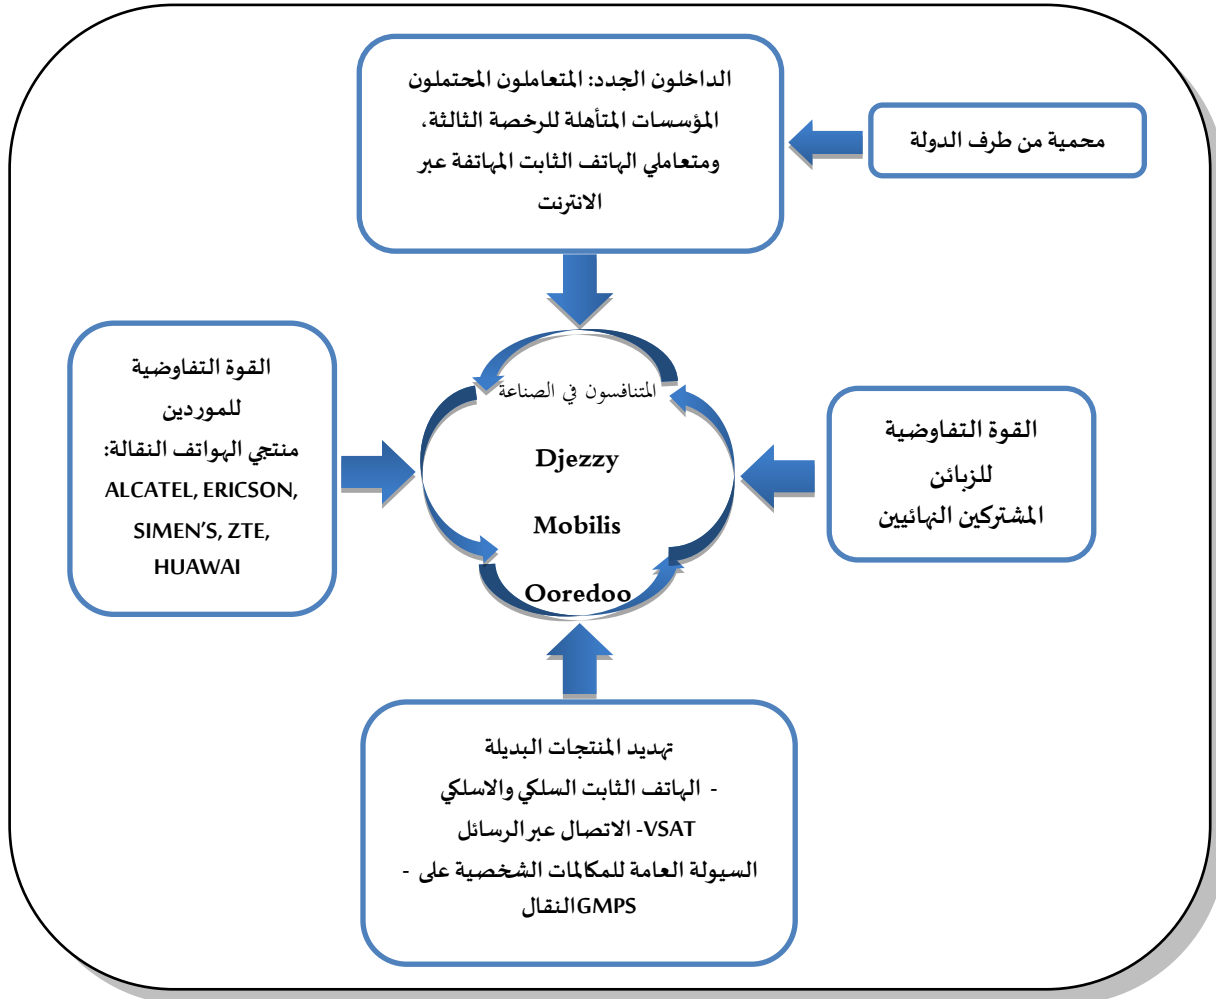 الداخلون الجدد: المتعاملون المحتملون
المؤسسات المتأهلة للرخصة الثالثة،
ومتعاملي الهاتف الثابت المهاتفة عبر
الانترنت
محمية من طرف الدولة
القوة التفاوضية
للموردين
منتجي الهواتف النقالة:
ALCATEL, ERICSON,
SIMEN'S, ZTE,
HUAWAI
المتنافسون في الصناعة
Djezzy
Mobilis
Ooredoo
القوة التفاوضية
للزبائن
المشتركين النهائيين
تهديد المنتجات البديلة
- الهاتف الثابت السلكي والاسلكي
VSAT- الاتصال عبر الرسائل
السيولة العامة للمكالمات الشخصية على -
GMPSالنقال